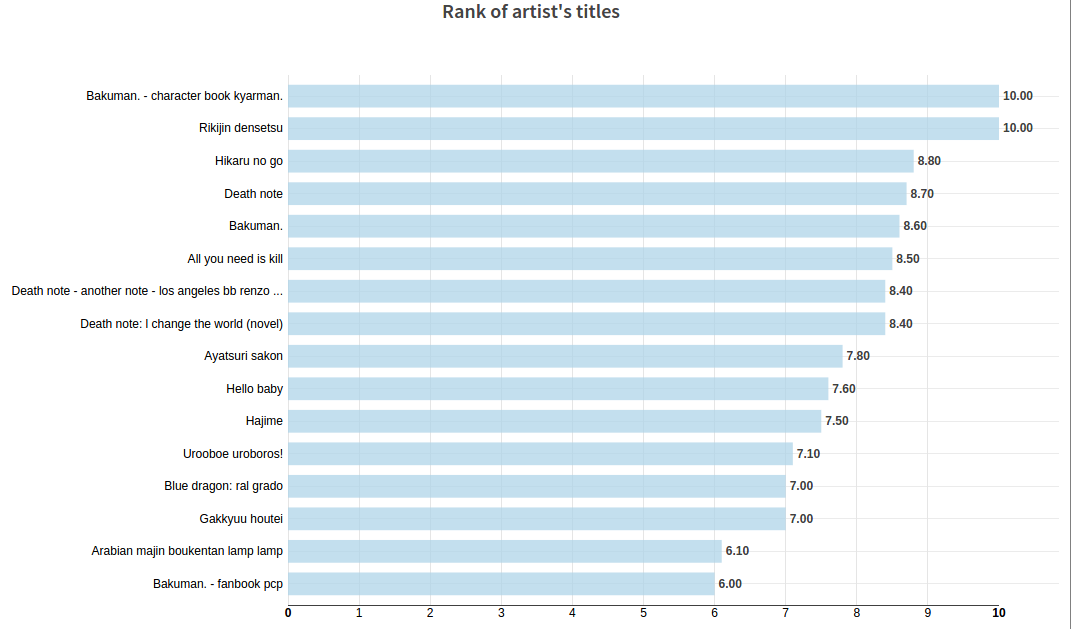 Rank of artist's titles
Bakuman. - character book kyarman. 10.00
Rikijin densetsu 10.00
Hikaru no go 8.80
Death note 8.70
Bakuman. 8.60
All you need is kill 8.50
Death note - another note - los angeles bb renzo ... 8.40
Death note: I change the world (novel) 8.40
Ayatsuri sakon 7.80
Hello baby 7.60
Hajime 7.50
Urooboe uroboros! 7.10
Blue dragon: ral grado 7.00
Gakkyuu houtei 7.00
Arabian majin boukentan lamp lamp 6.10
Bakuman. - fanbook pcp 6.00
0 1 2 3 4 5 6 7 8 9 10